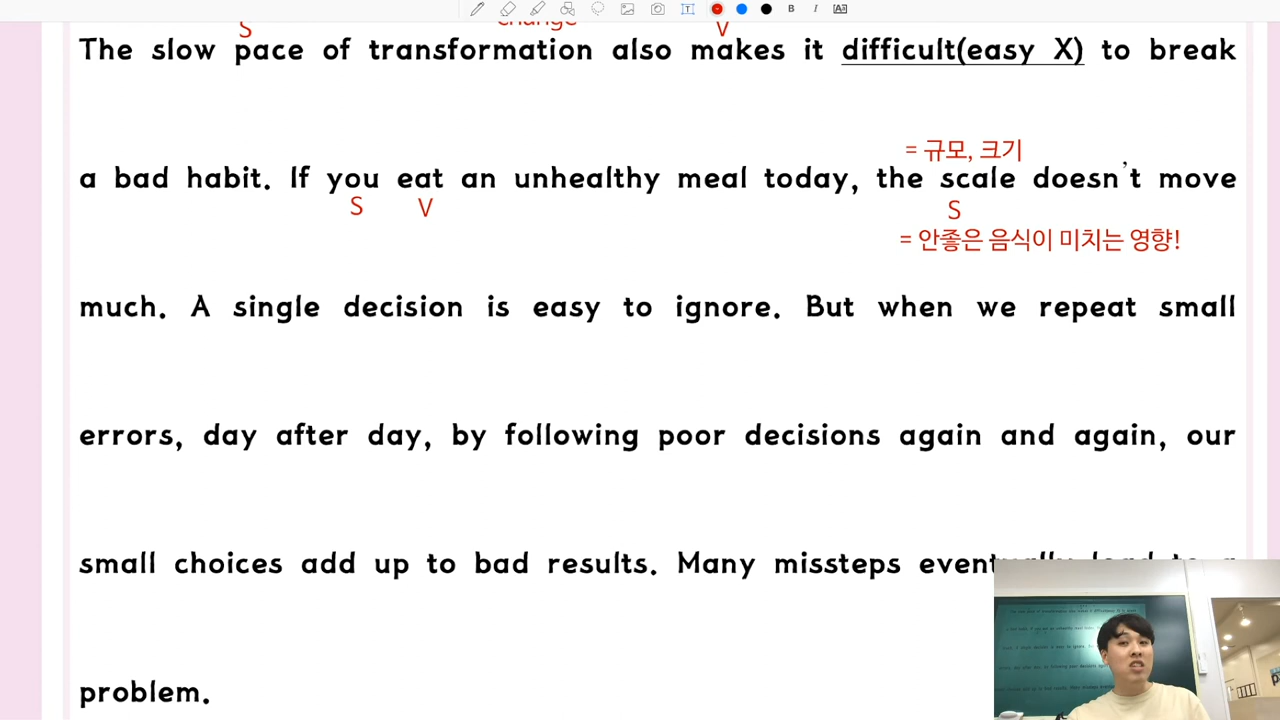 S change V
The slow pace of transformation also makes it difficult(easy X) to break
= 규모, 크기
a bad habit. If you eat an unhealthy meal today, the scale doesn't move
S V S
= 안좋은 음식이 미치는 영향!
much. A single decision is easy to ignore. But when we repeat small
errors, day after day, by following poor decisions again and again, our
small choices add up to bad results. Many missteps eventually lead to a
problem.